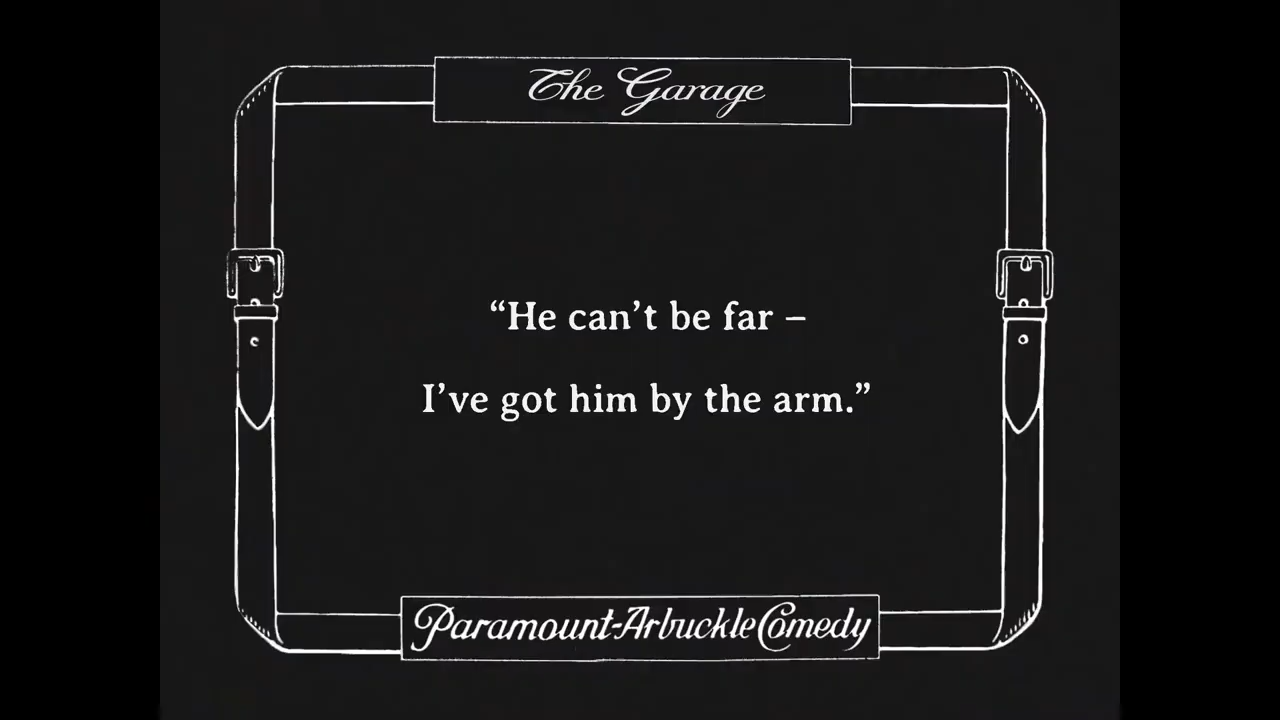 The Garage
“He can’t be far –
I’ve got him by the arm.”
Paramount-Arbuckle Comedy